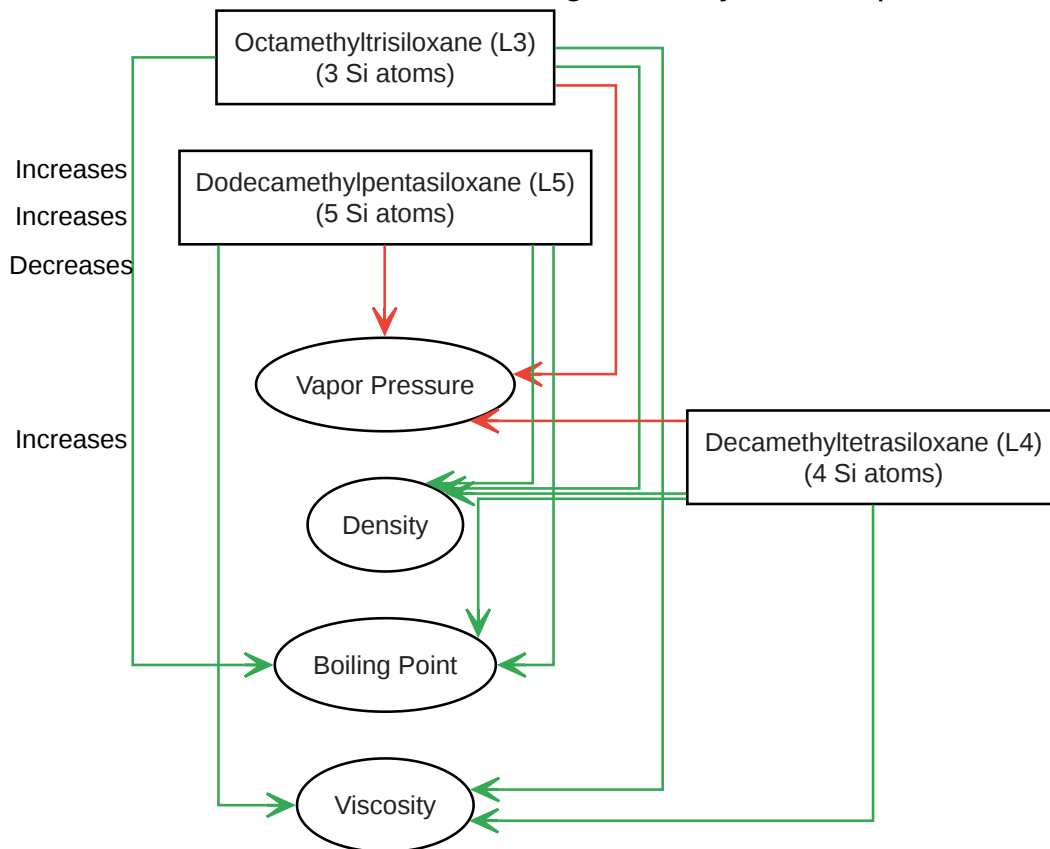 Octamethyltrisiloxane (L3)
(3 Si atoms)
Increases
Dodecamethylpentasiloxane (L5)
(5 Si atoms)
Increases
Decreases
Vapor Pressure
Increases
Decamethyltetrasiloxane (L4)
(4 Si atoms)
Density
Boiling Point
Viscosity